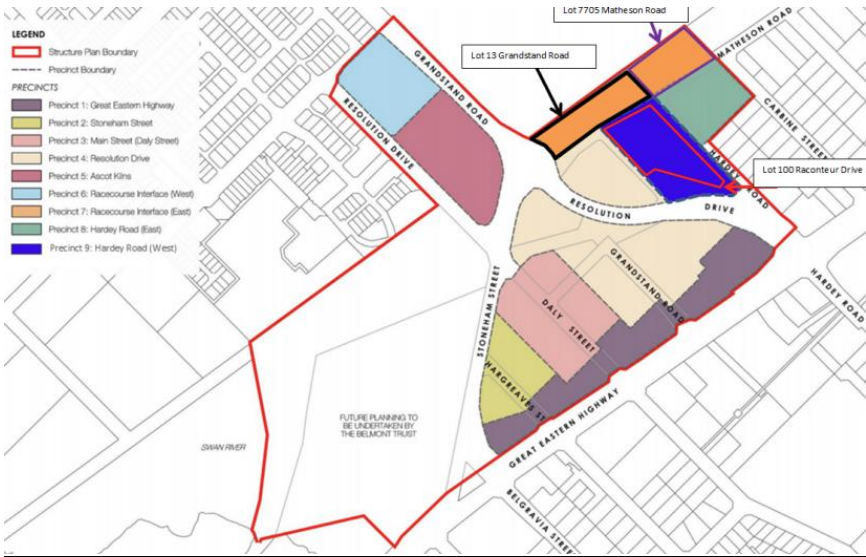 LEGEND
Structure Plan Boundary
Precinct Boundary
PRECINCTS
Precinct 1: Great Eastern Highway
Precinct 2: Stoneham Street
Precinct 3: Main Street (Daly Street)
Precinct 4: Resolution Drive
Precinct 5: Ascot Kilns
Precinct 6: Racecourse Interface (West)
Precinct 7: Racecourse Interface (East)
Precinct 8: Hardey Road (East)
Precinct 9: Hardey Road (West)
Lot 7705 Matheson Road
Lot 13 Grandstand Road
Lot 100 Raconteur Drive
GRANDSTAND ROAD
RESOLUTION DRIVE
MATHESON ROAD
CARBINE STREET
HARDEY ROAD
RESOLUTION DRIVE
GRANDSTAND ROAD
HARDEY ROAD
STONEHAM STREET
DALY STREET
HARGREAVES ST
GREAT EASTERN HIGHWAY
BELGRAVIA STREET
FUTURE PLANNING TO
BE UNDERTAKEN BY
THE BELMONT TRUST
SWAN RIVER